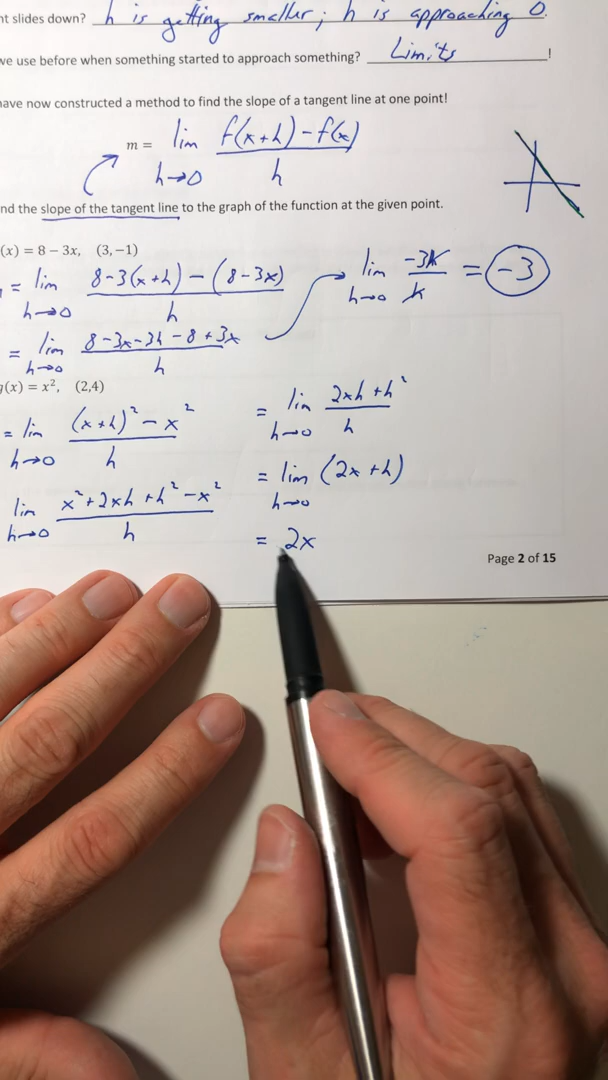 nt slides down? h is getting smaller; h is approaching 0.
we use before when something started to approach something? Limits !
have now constructed a method to find the slope of a tangent line at one point!
m = lim h→0 f(x+h) − f(x) / h
nd the slope of the tangent line to the graph of the function at the given point.
(x) = 8 − 3x, (3, −1)
= lim h→0 8−3(x+h) − (8−3x) / h
= lim h→0 8−3x−3h−8+3x / h
lim h→0 −3h / h = −3
(x) = x², (2,4)
= lim h→0 (x+h)² − x² / h
lim h→0 x²+2xh+h²−x² / h
= lim h→0 2xh+h² / h
= lim h→0 (2x+h)
= 2x
Page 2 of 15